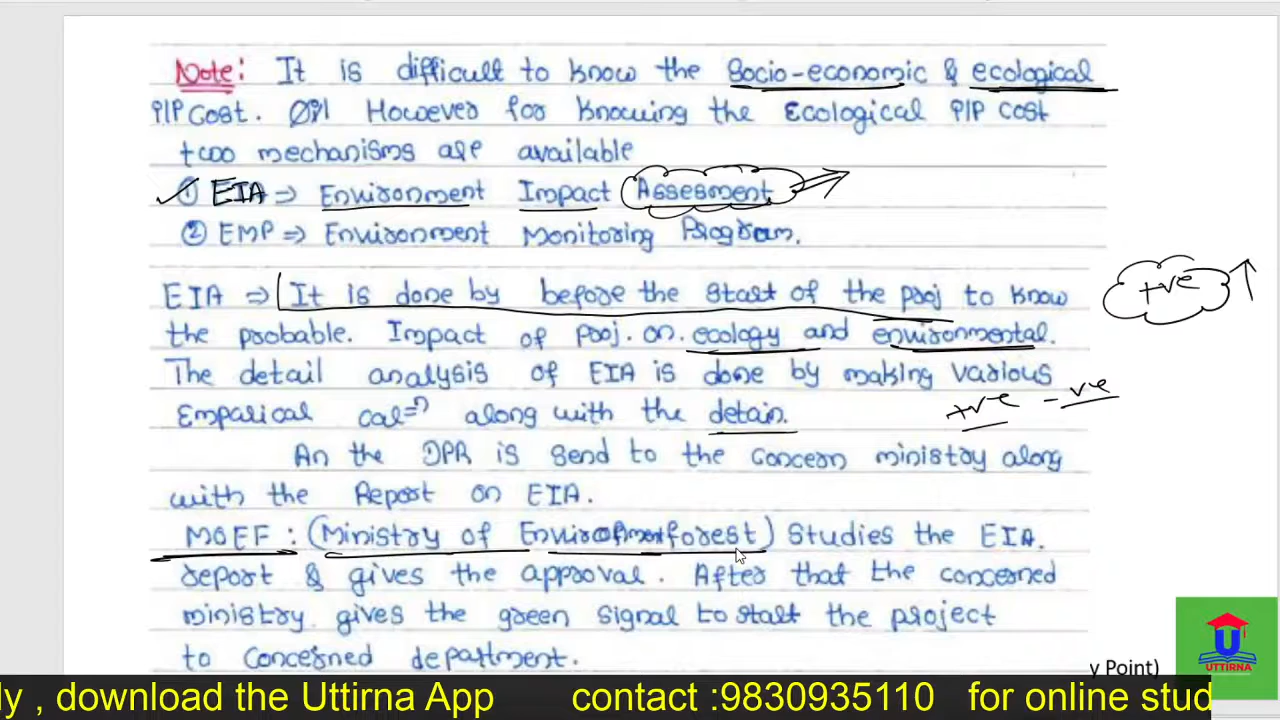 Note: It is difficult to know the Socio-economic & ecological
PIP Cost. However for knowing the Ecological PIP Cost
two mechanisms are available
① EIA ⇒ Environment Impact Assesment
② EMP ⇒ Environment Monitoring Program.
EIA ⇒ It is done by before the start of the proj to know
+ve
the probable. Impact of proj. on. ecology and environmental.
The detail analysis of EIA is done by making various
Emparical cal=n along with the detain.
+ve -ve
An the DPR is send to the concern ministry along
with the Report on EIA.
MOEF : (Ministry of Environment forest) Studies the EIA.
report & gives the approval. After that the concerned
ministry gives the green signal to start the project
to concerned department.
y Point)
U
UTTIRNA
ly , download the Uttirna App contact :9830935110 for online stud